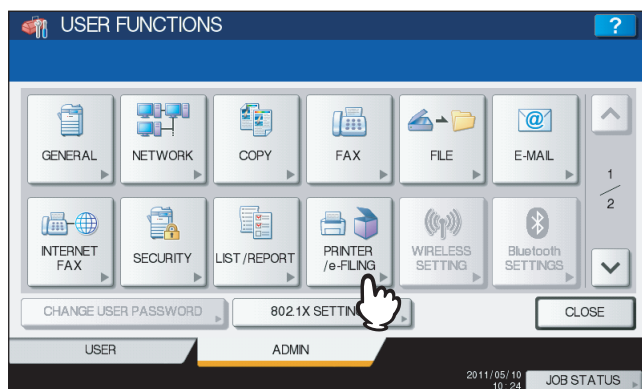 USER FUNCTIONS
?
GENERAL
NETWORK
COPY
FAX
FILE
E-MAIL
1
2
INTERNET
FAX
SECURITY
LIST/REPORT
PRINTER
/e-FILING
WIRELESS
SETTING
Bluetooth
SETTINGS
CHANGE USER PASSWORD
802.1X SETTIN
CLOSE
USER
ADMIN
2011/05/10
10:24
JOB STATUS